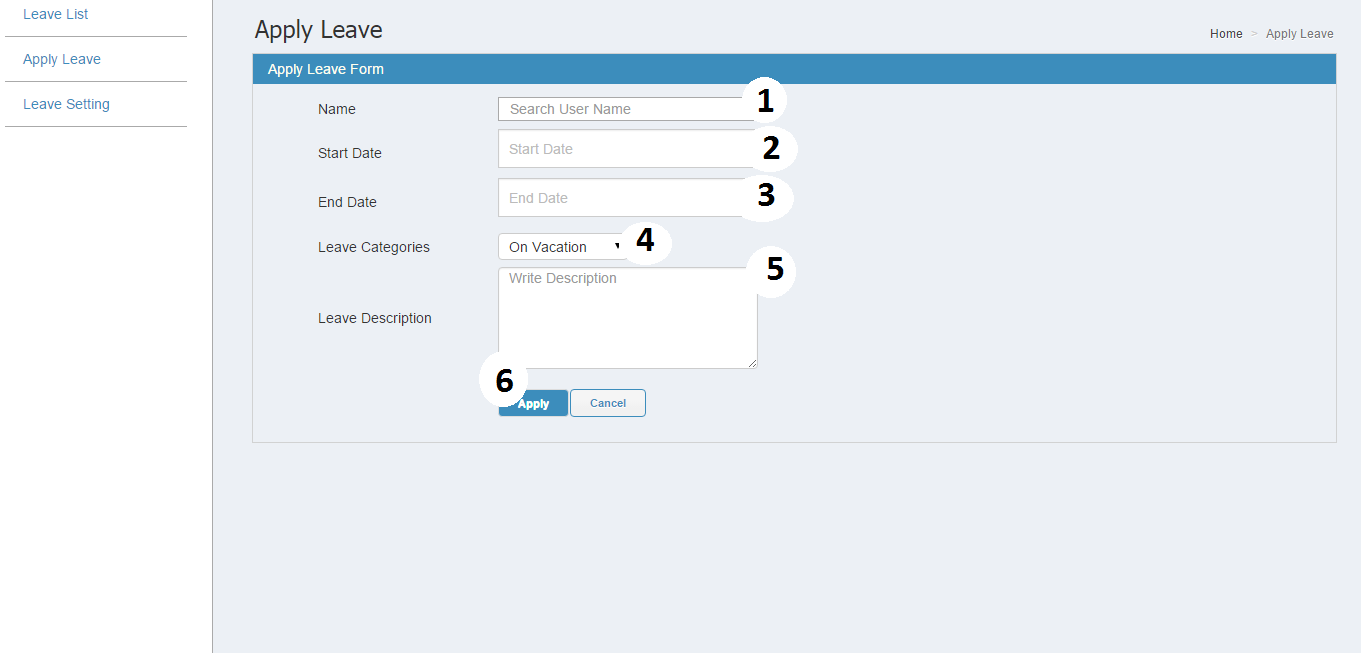 Leave List
Apply Leave
Leave Setting
Apply Leave
Home > Apply Leave
Apply Leave Form
Name
Search User Name
1
Start Date
Start Date
2
End Date
End Date
3
Leave Categories
On Vacation
4
Leave Description
Write Description
5
6
Apply
Cancel